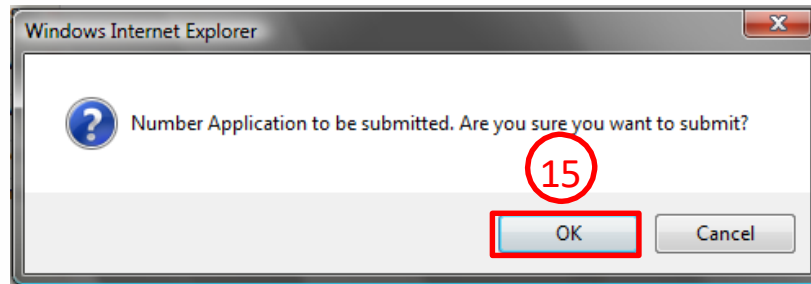 Windows Internet Explorer
Number Application to be submitted. Are you sure you want to submit?
15
OK
Cancel